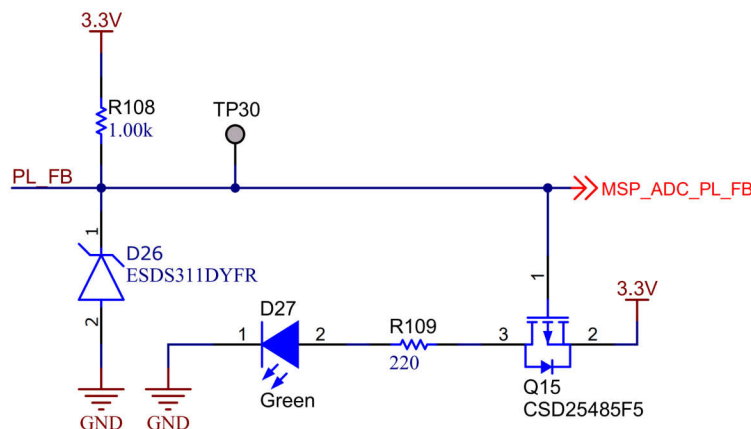 3.3V
R108
1.00k
TP30
PL_FB
MSP_ADC_PL_FB
1
D26
ESDS311DYFR
2
1
3.3V
D27
1
2
R109
220
3
2
Green
Q15
CSD25485F5
GND
GND